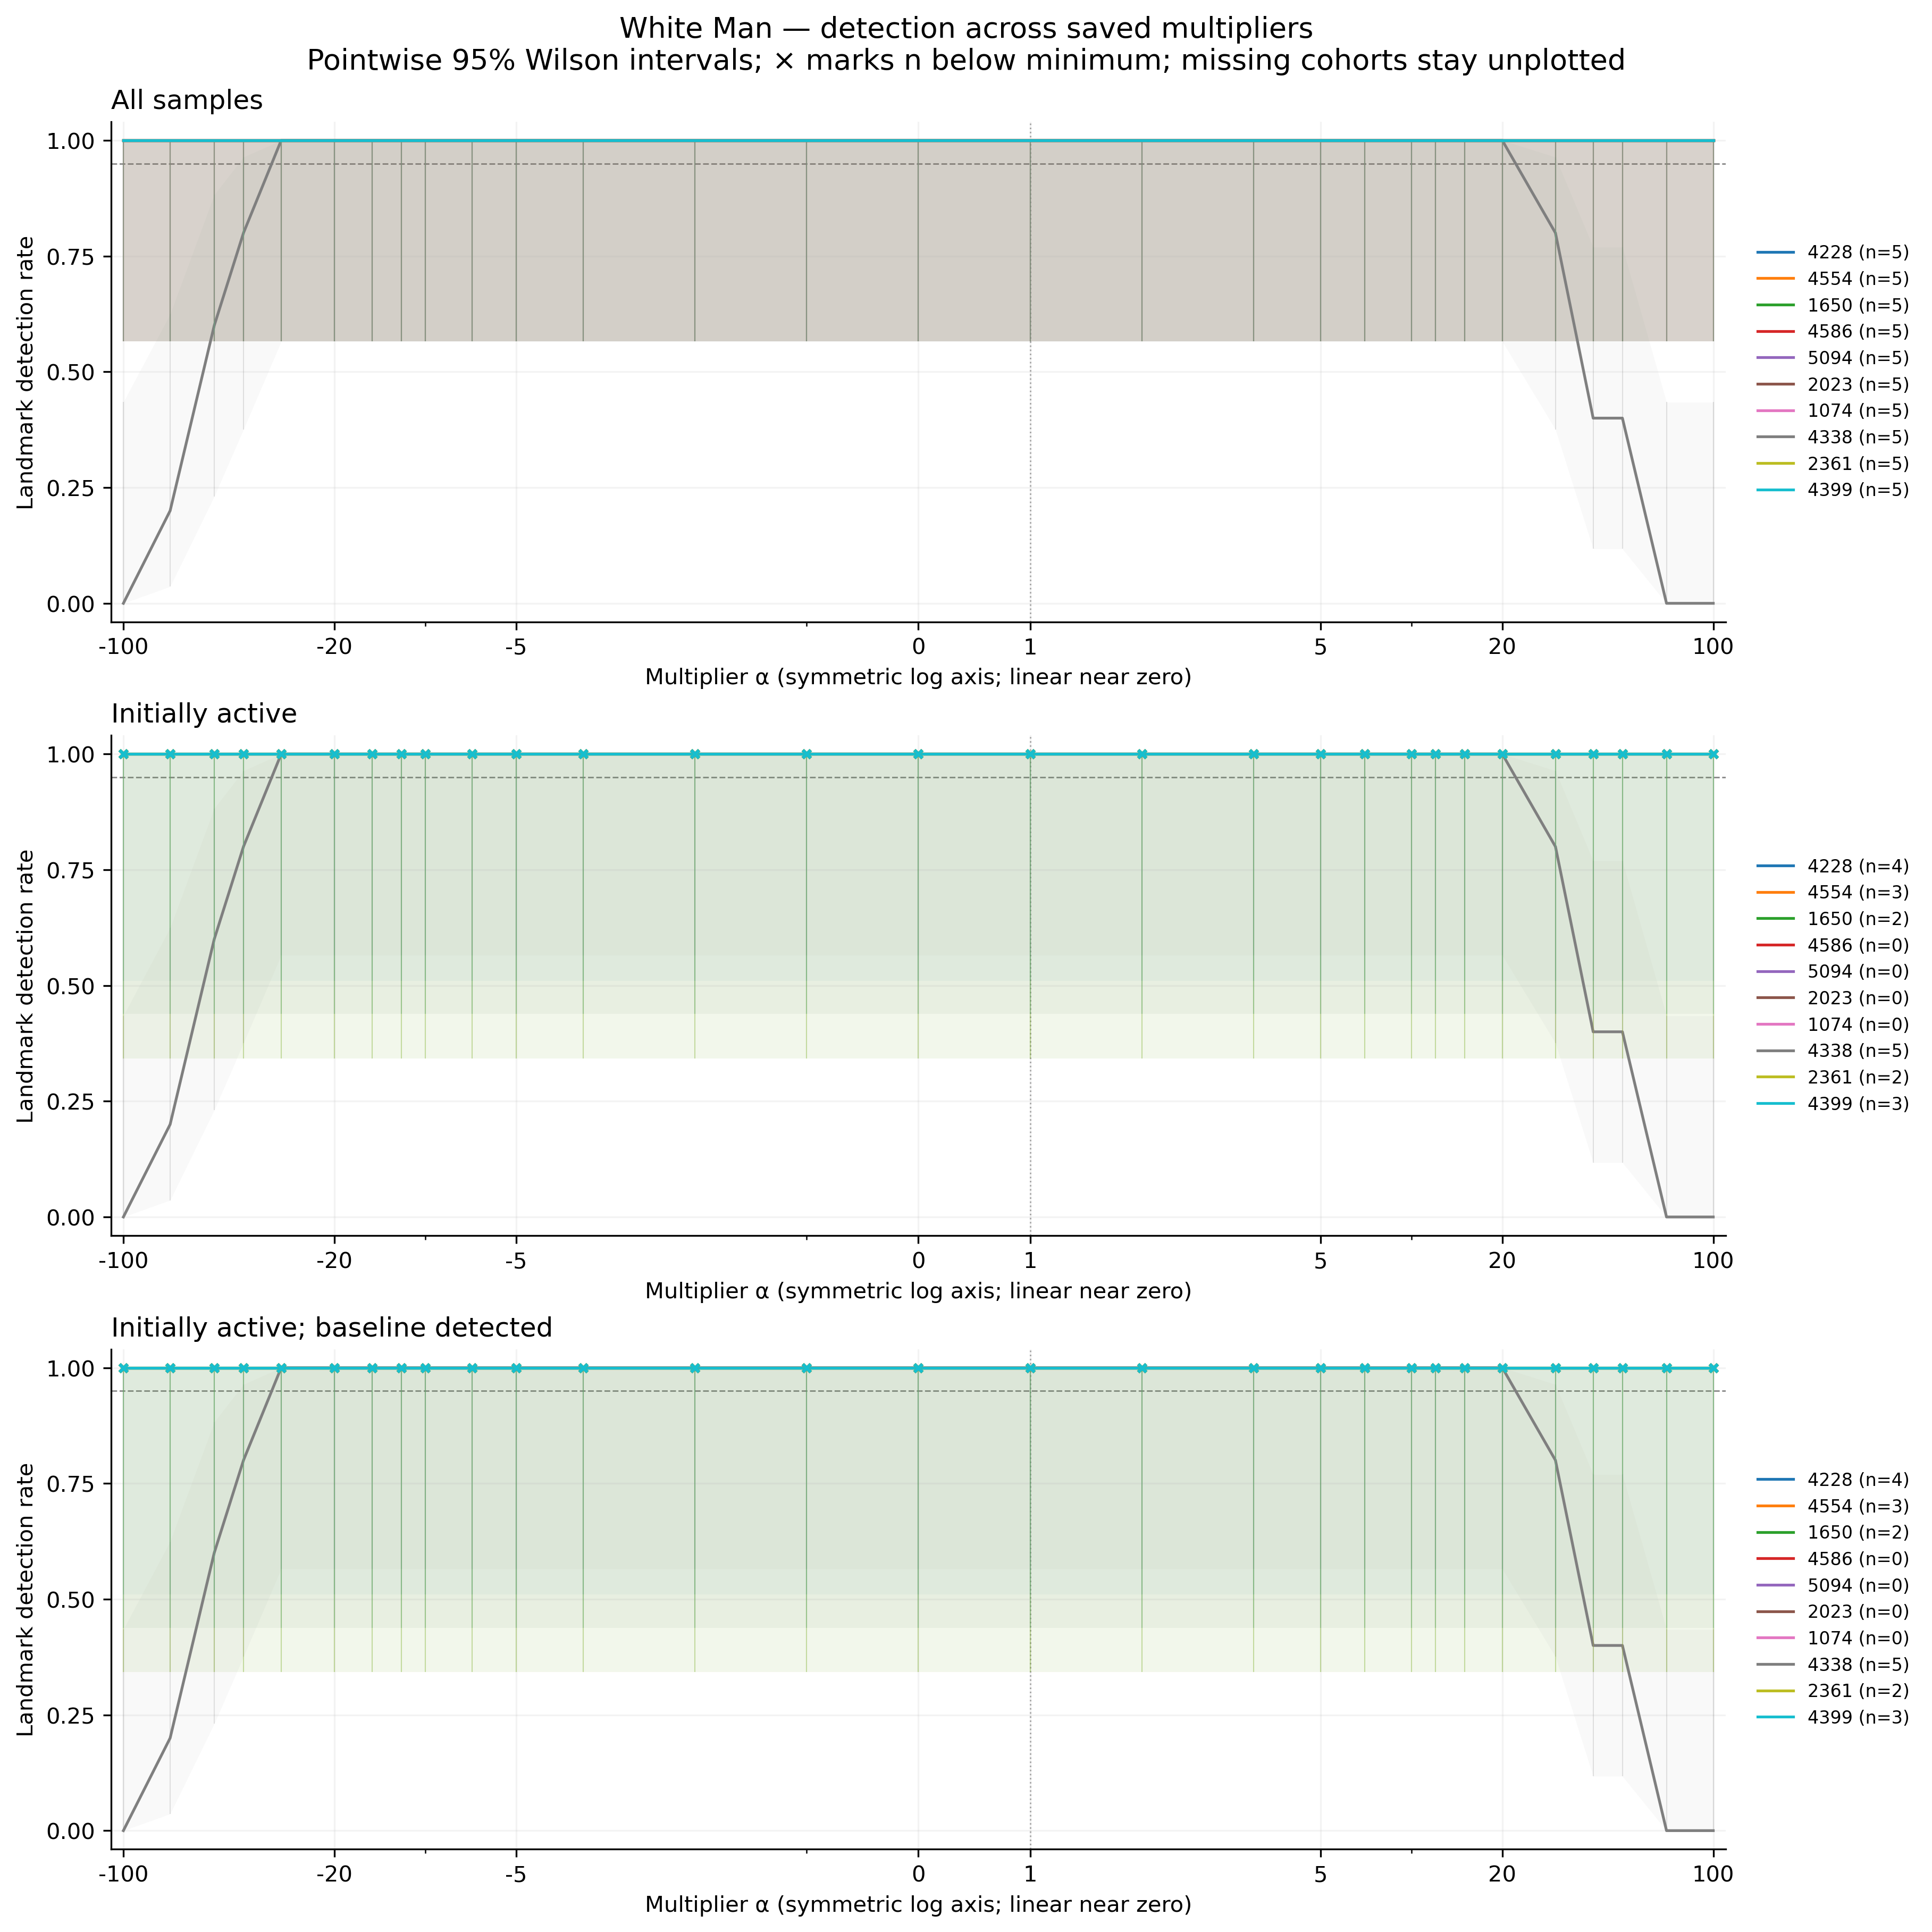 White Man — detection across saved multipliers
Pointwise 95% Wilson intervals; × marks n below minimum; missing cohorts stay unplotted
All samples
Landmark detection rate
1.00
0.75
0.50
0.25
0.00
-100
-20
-5
0
1
5
20
100
Multiplier α (symmetric log axis; linear near zero)
4228 (n=5)
4554 (n=5)
1650 (n=5)
4586 (n=5)
5094 (n=5)
2023 (n=5)
1074 (n=5)
4338 (n=5)
2361 (n=5)
4399 (n=5)
Initially active
Landmark detection rate
1.00
0.75
0.50
0.25
0.00
-100
-20
-5
0
1
5
20
100
Multiplier α (symmetric log axis; linear near zero)
4228 (n=4)
4554 (n=3)
1650 (n=2)
4586 (n=0)
5094 (n=0)
2023 (n=0)
1074 (n=0)
4338 (n=5)
2361 (n=2)
4399 (n=3)
Initially active; baseline detected
Landmark detection rate
1.00
0.75
0.50
0.25
0.00
-100
-20
-5
0
1
5
20
100
Multiplier α (symmetric log axis; linear near zero)
4228 (n=4)
4554 (n=3)
1650 (n=2)
4586 (n=0)
5094 (n=0)
2023 (n=0)
1074 (n=0)
4338 (n=5)
2361 (n=2)
4399 (n=3)